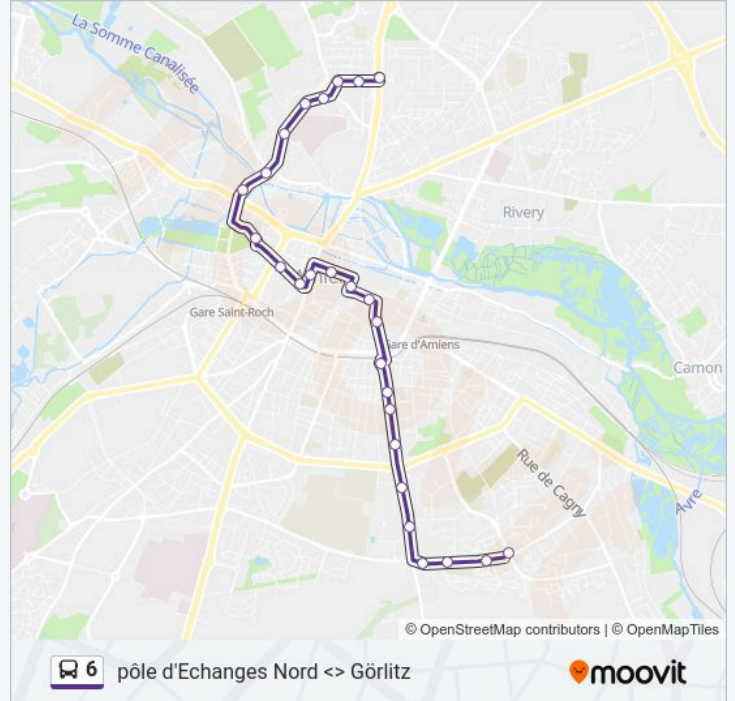 La Somme Canalisée
Rivery
Gare Saint-Roch
are d'Amiens
Camon
Rue de Cagny
Avre
© OpenStreetMap contributors | © OpenMapTiles
6 pôle d'Echanges Nord <> Görlitz
moovit